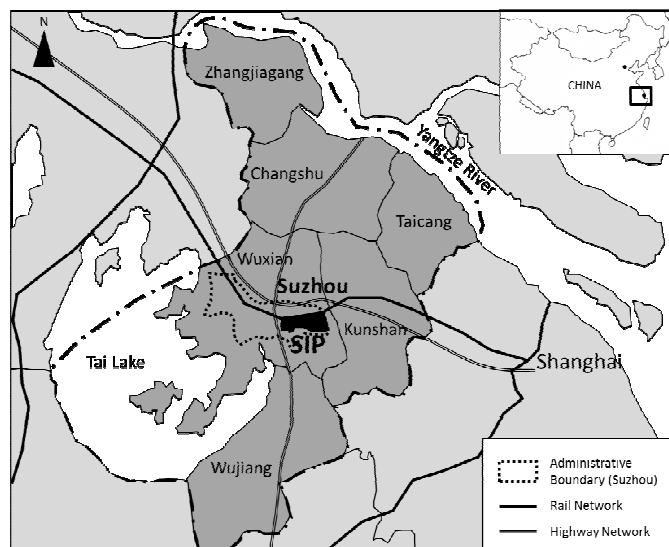 N
Zhangjiagang
CHINA
Yangtze River
Changshu
Taicang
Wuxian
Suzhou
Kunshan
SIP
Tai Lake
Shanghai
Wujiang
Administrative
Boundary (Suzhou)
Rail Network
Highway Network